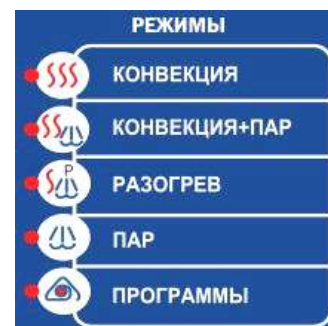 РЕЖИМЫ
КОНВЕКЦИЯ
КОНВЕКЦИЯ+ПАР
P
РАЗОГРЕВ
ПАР
ПРОГРАММЫ